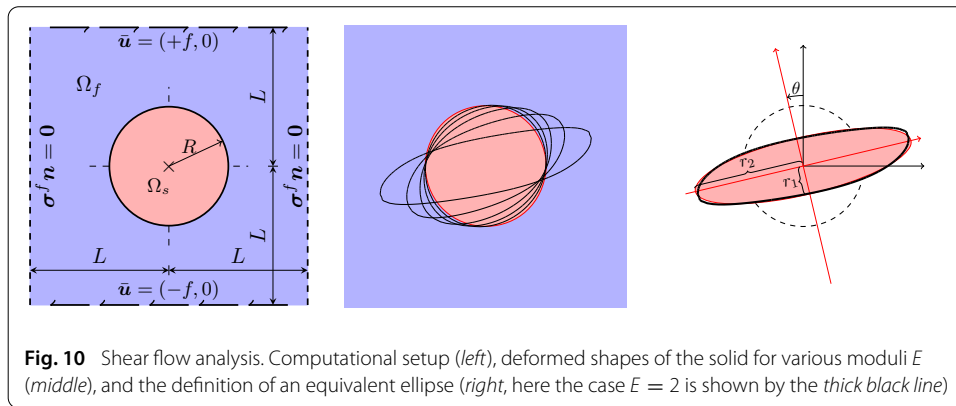 ū = (+f, 0)
Ω_f
L
R
σ^f n = 0
σ^f n = 0
Ω_s
L
L
L
ū = (−f, 0)
θ
r_2
r_1
Fig. 10 Shear flow analysis. Computational setup (left), deformed shapes of the solid for various moduli E
(middle), and the definition of an equivalent ellipse (right, here the case E = 2 is shown by the thick black line)